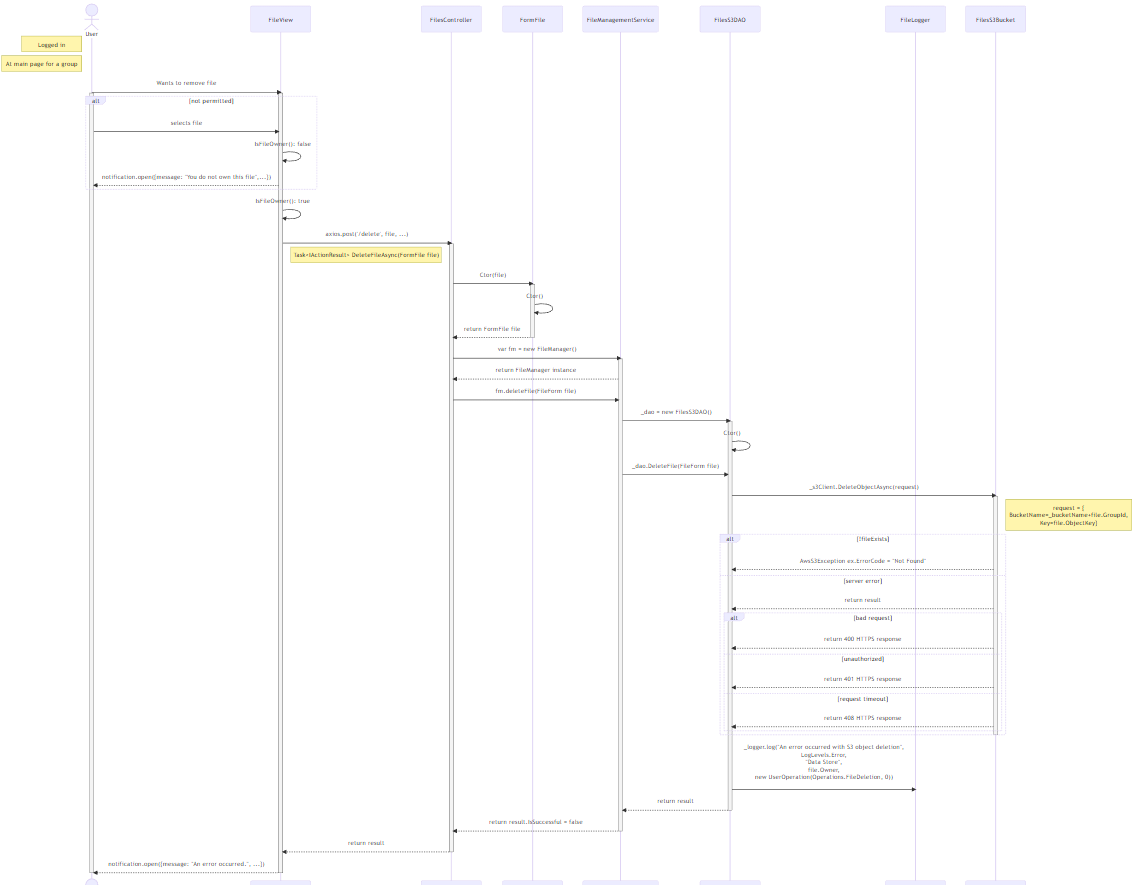 FileView
FilesController
FormFile
FileManagementService
FilesS3DAO
FileLogger
FilesS3Bucket
User
Logged in
At main page for a group
Wants to remove file
alt
[not permitted]
selects file
IsFileOwner(): false
notification.open({message: "You do not own this file",...})
IsFileOwner(): true
axios.post('/delete', file, ...)
Task<IActionResult> DeleteFileAsync(FormFile file)
Ctor(file)
Ctor()
return FormFile file
var fm = new FileManager()
return FileManager instance
fm.deleteFile(FileForm file)
_dao = new FilesS3DAO()
Ctor()
_dao.DeleteFile(FileForm file)
_s3Client.DeleteObjectAsync(request)
request = {
BucketName=_bucketName+file.GroupId,
Key=file.ObjectKey}
alt
[!fileExists]
AwsS3Exception ex.ErrorCode = "Not Found"
[server error]
return result
alt
[bad request]
return 400 HTTPS response
[unauthorized]
return 401 HTTPS response
[request timeout]
return 408 HTTPS response
_logger.log("An error occurred with S3 object deletion",
LogLevels.Error,
"Data Store",
file.Owner,
new UserOperation(Operations.FileDeletion, 0))
return result
return result.IsSuccessful = false
return result
notification.open({message: "An error occurred.", ...})